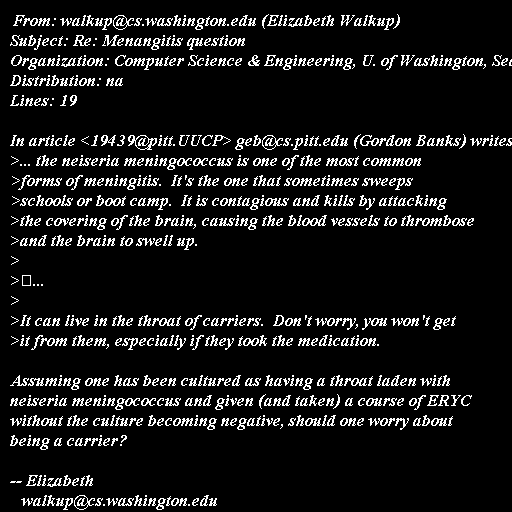 From: walkup@cs.washington.edu (Elizabeth Walkup)
Subject: Re: Menangitis question
Organization: Computer Science & Engineering, U. of Washington, Sea
Distribution: na
Lines: 19

In article <19439@pitt.UUCP> geb@cs.pitt.edu (Gordon Banks) writes
>... the neiseria meningococcus is one of the most common
>forms of meningitis.  It's the one that sometimes sweeps
>schools or boot camp.  It is contagious and kills by attacking
>the covering of the brain, causing the blood vessels to thrombose
>and the brain to swell up.
>
>...
>
>It can live in the throat of carriers.  Don't worry, you won't get
>it from them, especially if they took the medication.

Assuming one has been cultured as having a throat laden with
neiseria meningococcus and given (and taken) a course of ERYC
without the culture becoming negative, should one worry about
being a carrier?

-- Elizabeth
walkup@cs.washington.edu